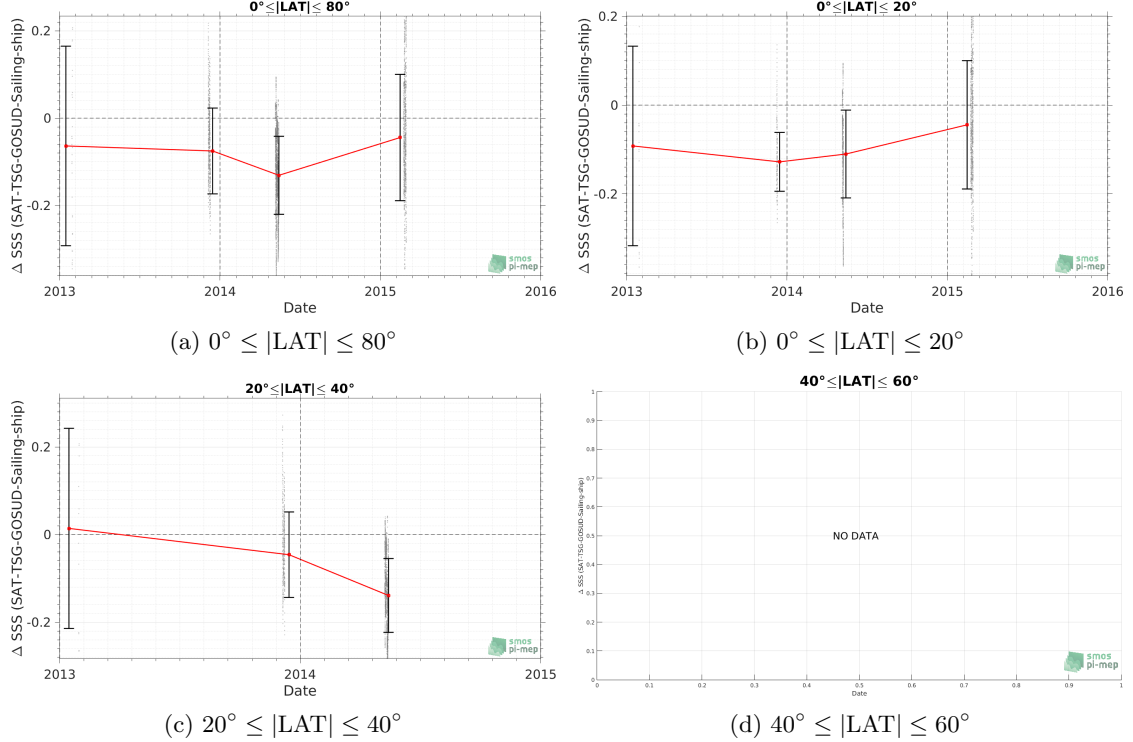 0°≤|LAT|≤ 80°
Δ SSS (SAT-TSG-GOSUD-Sailing-ship)
0.2
0
-0.2
2013 2014 2015 2016
Date
smos
pi-mep
(a) 0° ≤ |LAT| ≤ 80°
0°≤|LAT|≤ 20°
Δ SSS (SAT-TSG-GOSUD-Sailing-ship)
0.2
0
-0.2
2013 2014 2015 2016
Date
smos
pi-mep
(b) 0° ≤ |LAT| ≤ 20°
20°≤|LAT|≤ 40°
Δ SSS (SAT-TSG-GOSUD-Sailing-ship)
0.2
0
-0.2
2013 2014 2015
Date
smos
pi-mep
(c) 20° ≤ |LAT| ≤ 40°
40°≤|LAT|≤ 60°
Δ SSS (SAT-TSG-GOSUD-Sailing-ship)
1
0.9
0.8
0.7
0.6
0.5
0.4
0.3
0.2
0.1
0
NO DATA
0 0.1 0.2 0.3 0.4 0.5 0.6 0.7 0.8 0.9 1
Date
smos
pi-mep
(d) 40° ≤ |LAT| ≤ 60°